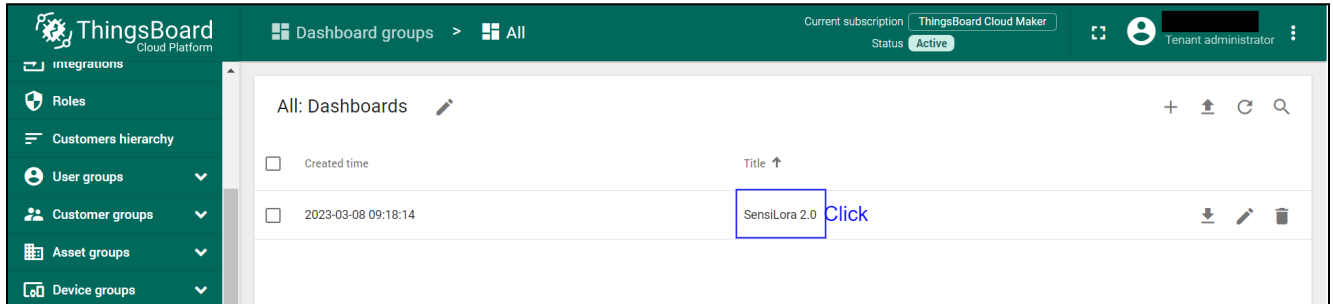 ThingsBoard
Cloud Platform
Dashboard groups > All
Current subscription ThingsBoard Cloud Maker
Status Active
Tenant administrator
Integrations
Roles
Customers hierarchy
User groups
Customer groups
Asset groups
Device groups
All: Dashboards
Created time Title
2023-03-08 09:18:14 SensiLora 2.0 Click